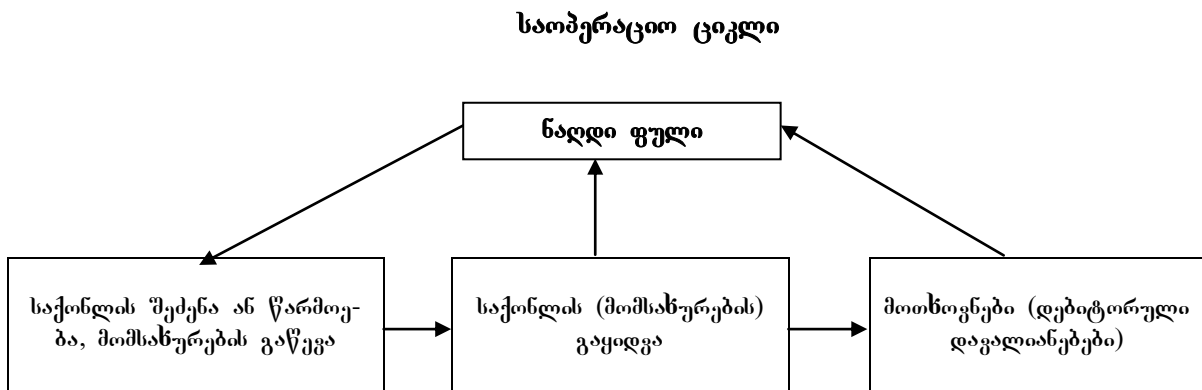 საოპერაციო ციკლი
ნაღდი ფული
საქონლის შეძენა ან წარმოე-
ბა, მომსახურების გაწევა
საქონლის (მომსახურების)
გაყიდვა
მოთხოვნები (დებიტორული
დავალიანებები)